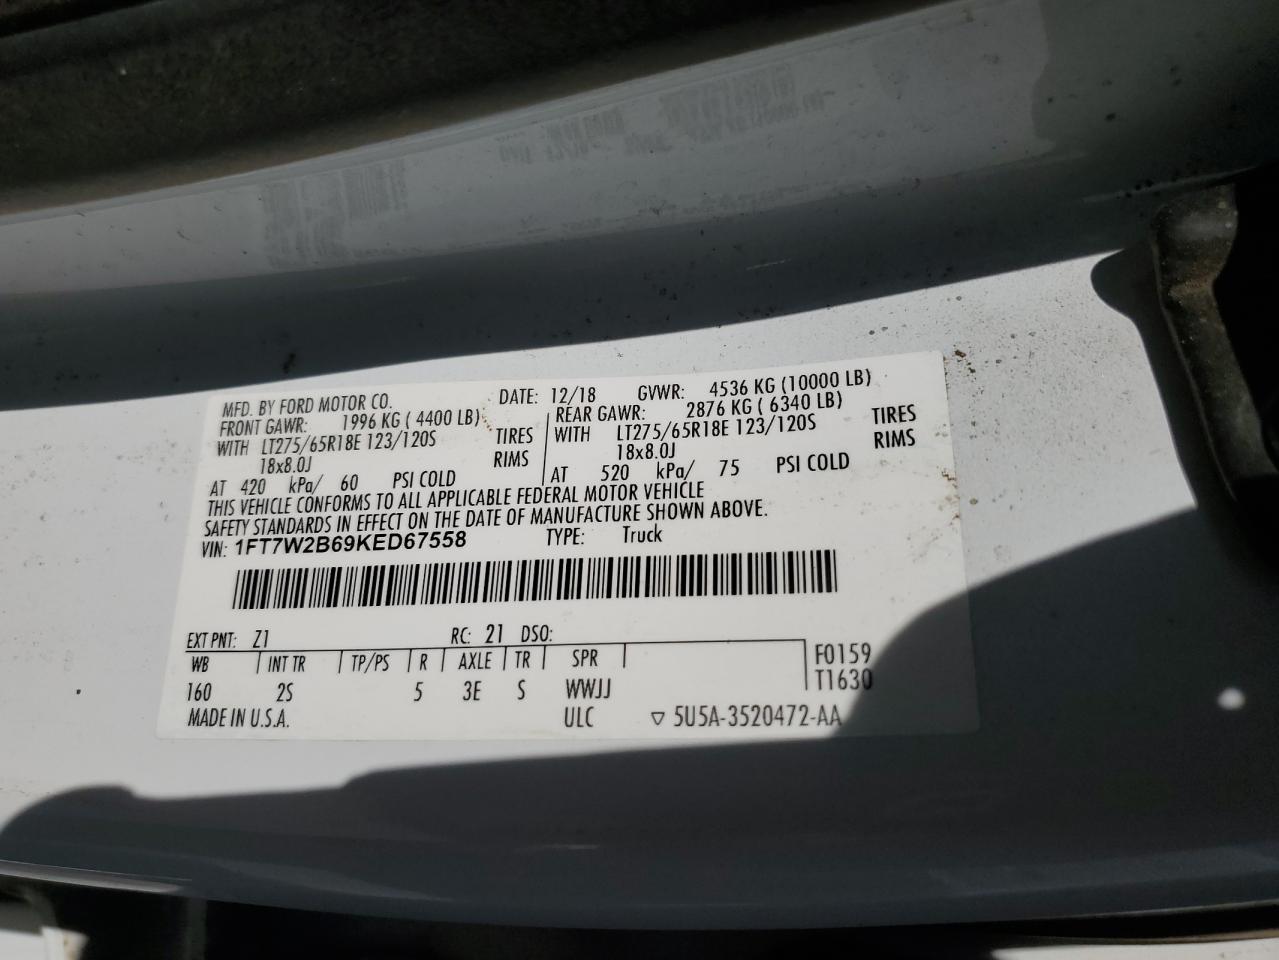 MFD. BY FORD MOTOR CO. DATE: 12/18 GVWR: 4536 KG (10000 LB)
FRONT GAWR: 1996 KG ( 4400 LB) REAR GAWR: 2876 KG ( 6340 LB)
WITH LT275/65R18E 123/120S TIRES WITH LT275/65R18E 123/120S TIRES
18x8.0J RIMS 18x8.0J RIMS
AT 420 kPa/ 60 PSI COLD AT 520 kPa/ 75 PSI COLD
THIS VEHICLE CONFORMS TO ALL APPLICABLE FEDERAL MOTOR VEHICLE
SAFETY STANDARDS IN EFFECT ON THE DATE OF MANUFACTURE SHOWN ABOVE.
VIN: 1FT7W2B69KED67558 TYPE: Truck
EXT PNT: Z1 RC: 21 DSO:
WB INT TR TP/PS R AXLE TR SPR F0159
160 2S 5 3E S WWJJ T1630
MADE IN U.S.A. ULC ▽ 5U5A-3520472-AA